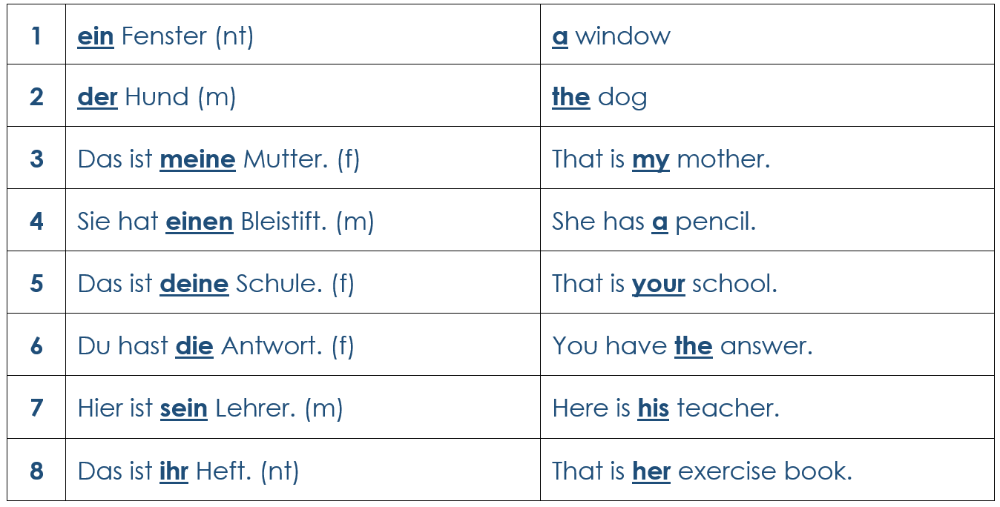 1 ein Fenster (nt) a window
2 der Hund (m) the dog
3 Das ist meine Mutter. (f) That is my mother.
4 Sie hat einen Bleistift. (m) She has a pencil.
5 Das ist deine Schule. (f) That is your school.
6 Du hast die Antwort. (f) You have the answer.
7 Hier ist sein Lehrer. (m) Here is his teacher.
8 Das ist ihr Heft. (nt) That is her exercise book.